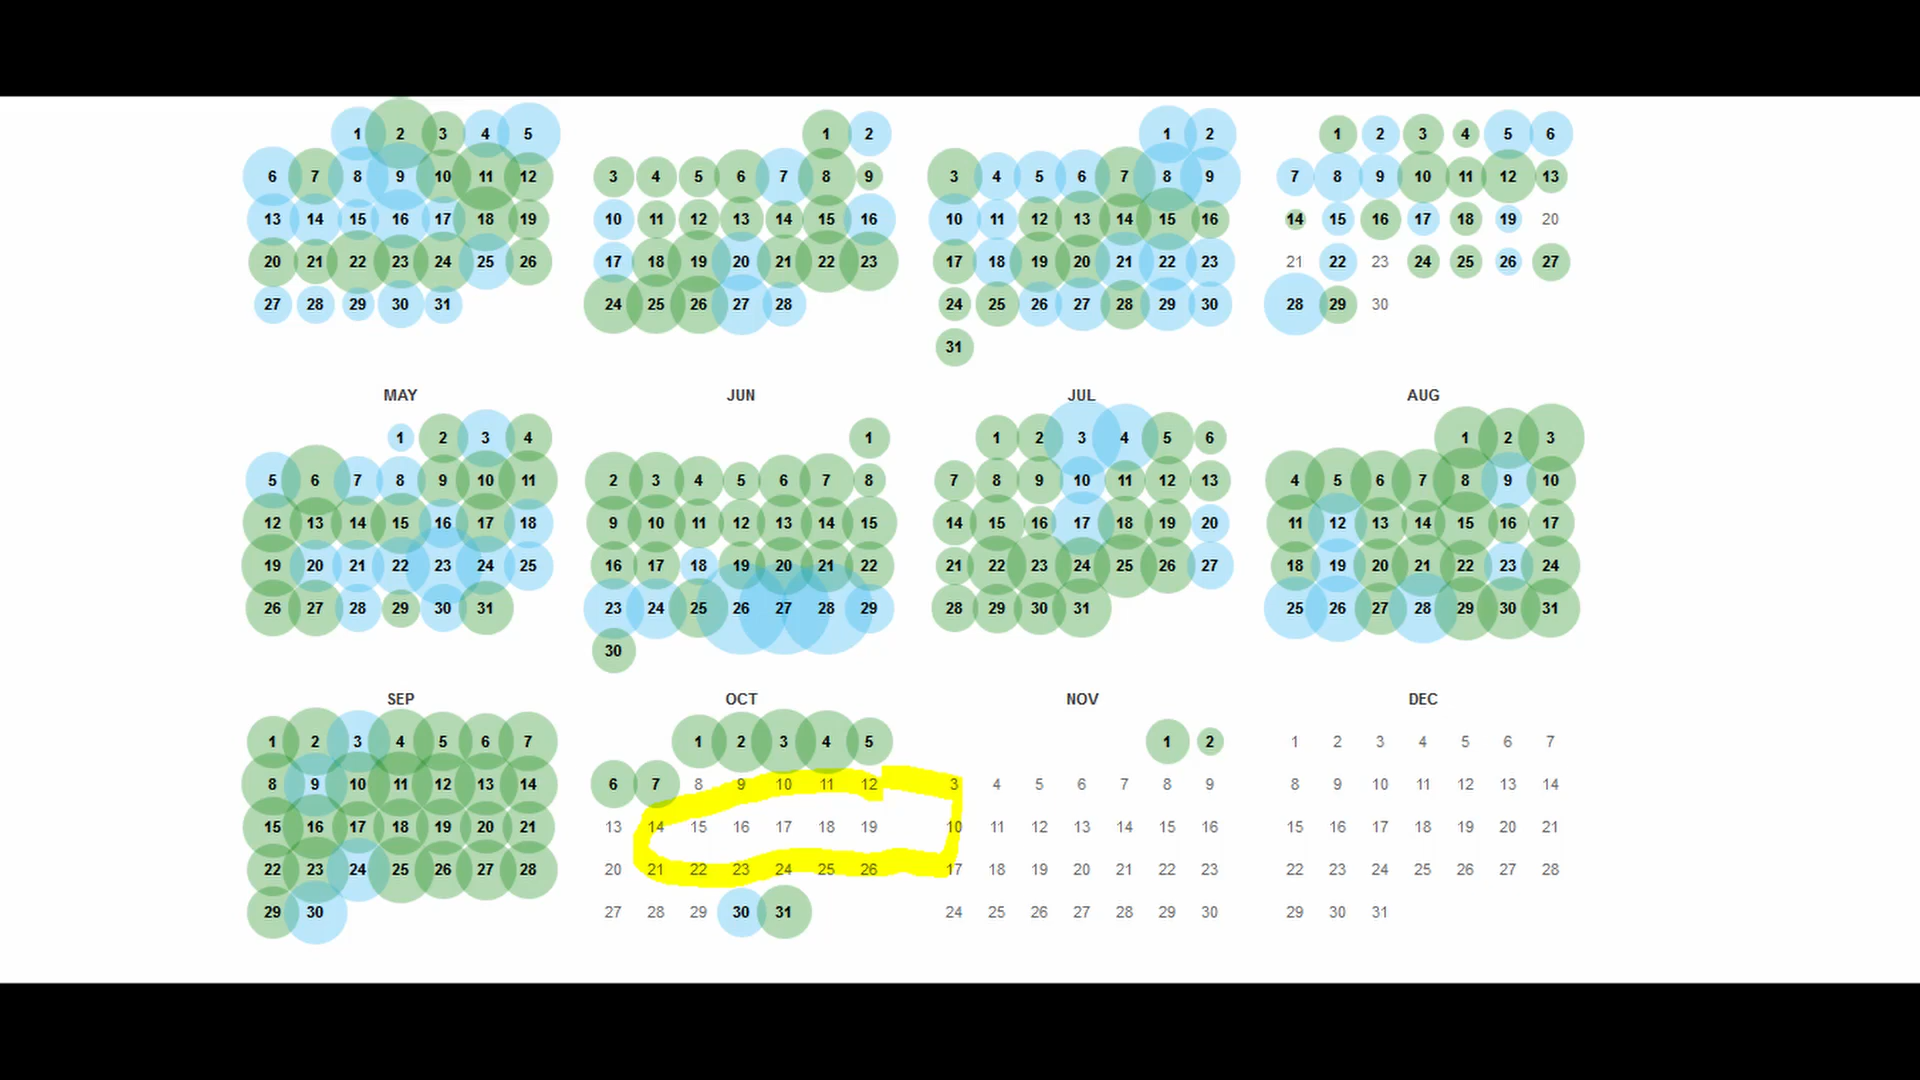 1 2 3 4 5
6 7 8 9 10 11 12
13 14 15 16 17 18 19
20 21 22 23 24 25 26
27 28 29 30 31
1 2
3 4 5 6 7 8 9
10 11 12 13 14 15 16
17 18 19 20 21 22 23
24 25 26 27 28
1 2
3 4 5 6 7 8 9
10 11 12 13 14 15 16
17 18 19 20 21 22 23
24 25 26 27 28 29 30
31
1 2 3 4 5 6
7 8 9 10 11 12 13
14 15 16 17 18 19 20
21 22 23 24 25 26 27
28 29 30
MAY
1 2 3 4
5 6 7 8 9 10 11
12 13 14 15 16 17 18
19 20 21 22 23 24 25
26 27 28 29 30 31
JUN
1
2 3 4 5 6 7 8
9 10 11 12 13 14 15
16 17 18 19 20 21 22
23 24 25 26 27 28 29
30
JUL
1 2 3 4 5 6
7 8 9 10 11 12 13
14 15 16 17 18 19 20
21 22 23 24 25 26 27
28 29 30 31
AUG
1 2 3
4 5 6 7 8 9 10
11 12 13 14 15 16 17
18 19 20 21 22 23 24
25 26 27 28 29 30 31
SEP
1 2 3 4 5 6 7
8 9 10 11 12 13 14
15 16 17 18 19 20 21
22 23 24 25 26 27 28
29 30
OCT
1 2 3 4 5
6 7 8 9 10 11 12
13 14 15 16 17 18 19
20 21 22 23 24 25 26
27 28 29 30 31
NOV
1 2
3 4 5 6 7 8 9
10 11 12 13 14 15 16
17 18 19 20 21 22 23
24 25 26 27 28 29 30
DEC
1 2 3 4 5 6 7
8 9 10 11 12 13 14
15 16 17 18 19 20 21
22 23 24 25 26 27 28
29 30 31